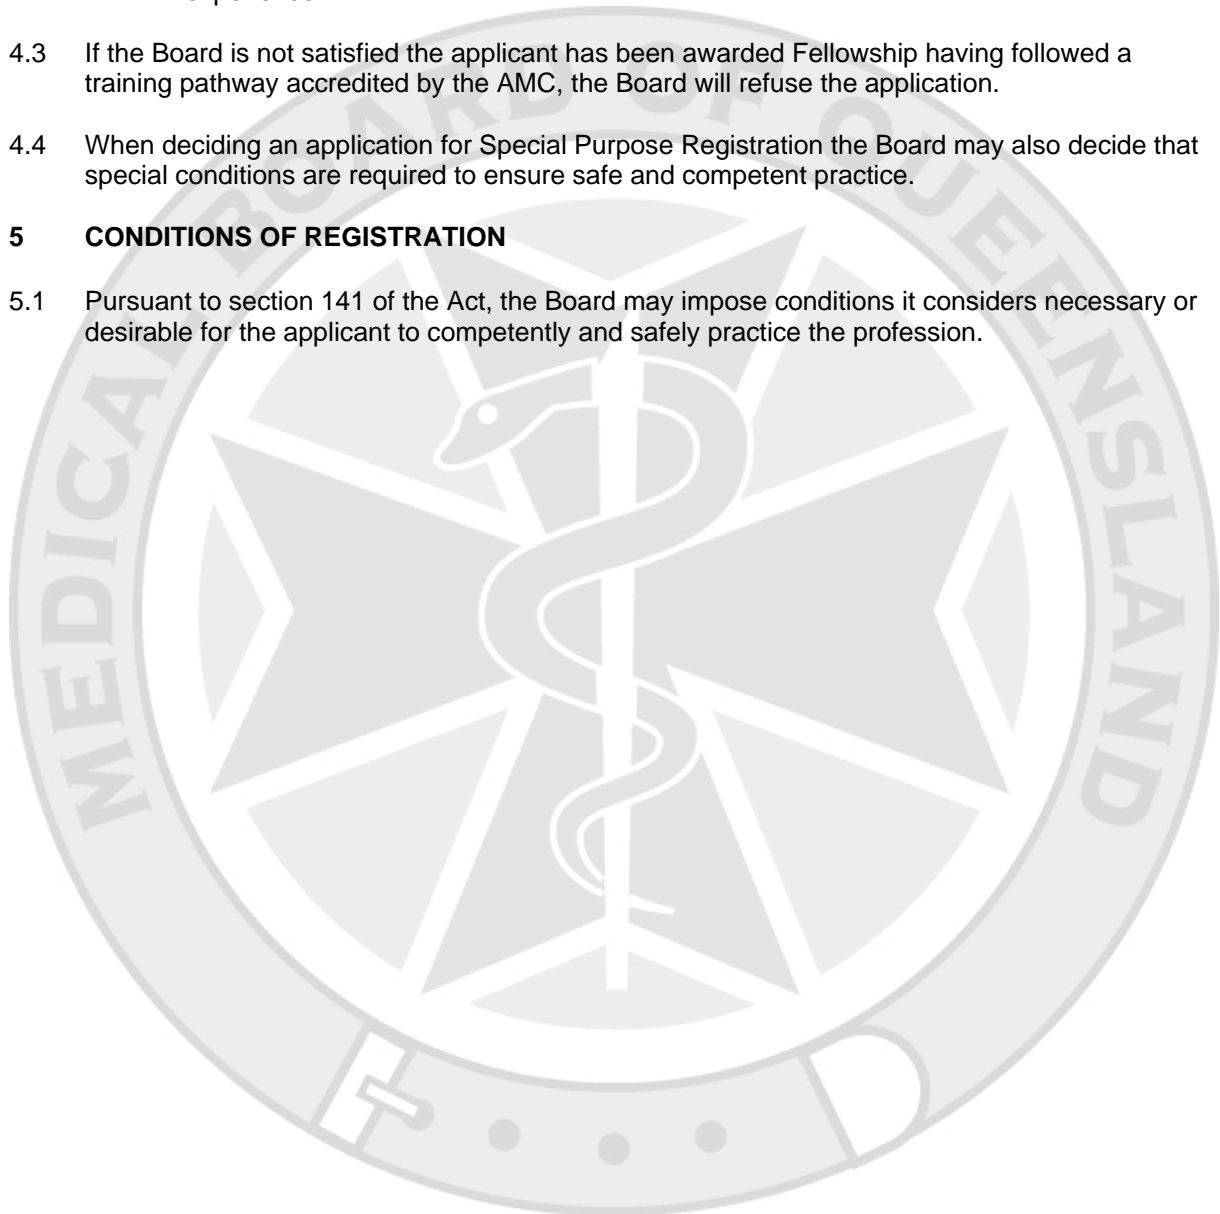 4.3 If the Board is not satisfied the applicant has been awarded Fellowship having followed a
training pathway accredited by the AMC, the Board will refuse the application.
4.4 When deciding an application for Special Purpose Registration the Board may also decide that
special conditions are required to ensure safe and competent practice.
5 CONDITIONS OF REGISTRATION
5.1 Pursuant to section 141 of the Act, the Board may impose conditions it considers necessary or
desirable for the applicant to competently and safely practice the profession.
MEDICAL BOARD OF QUEENSLAND